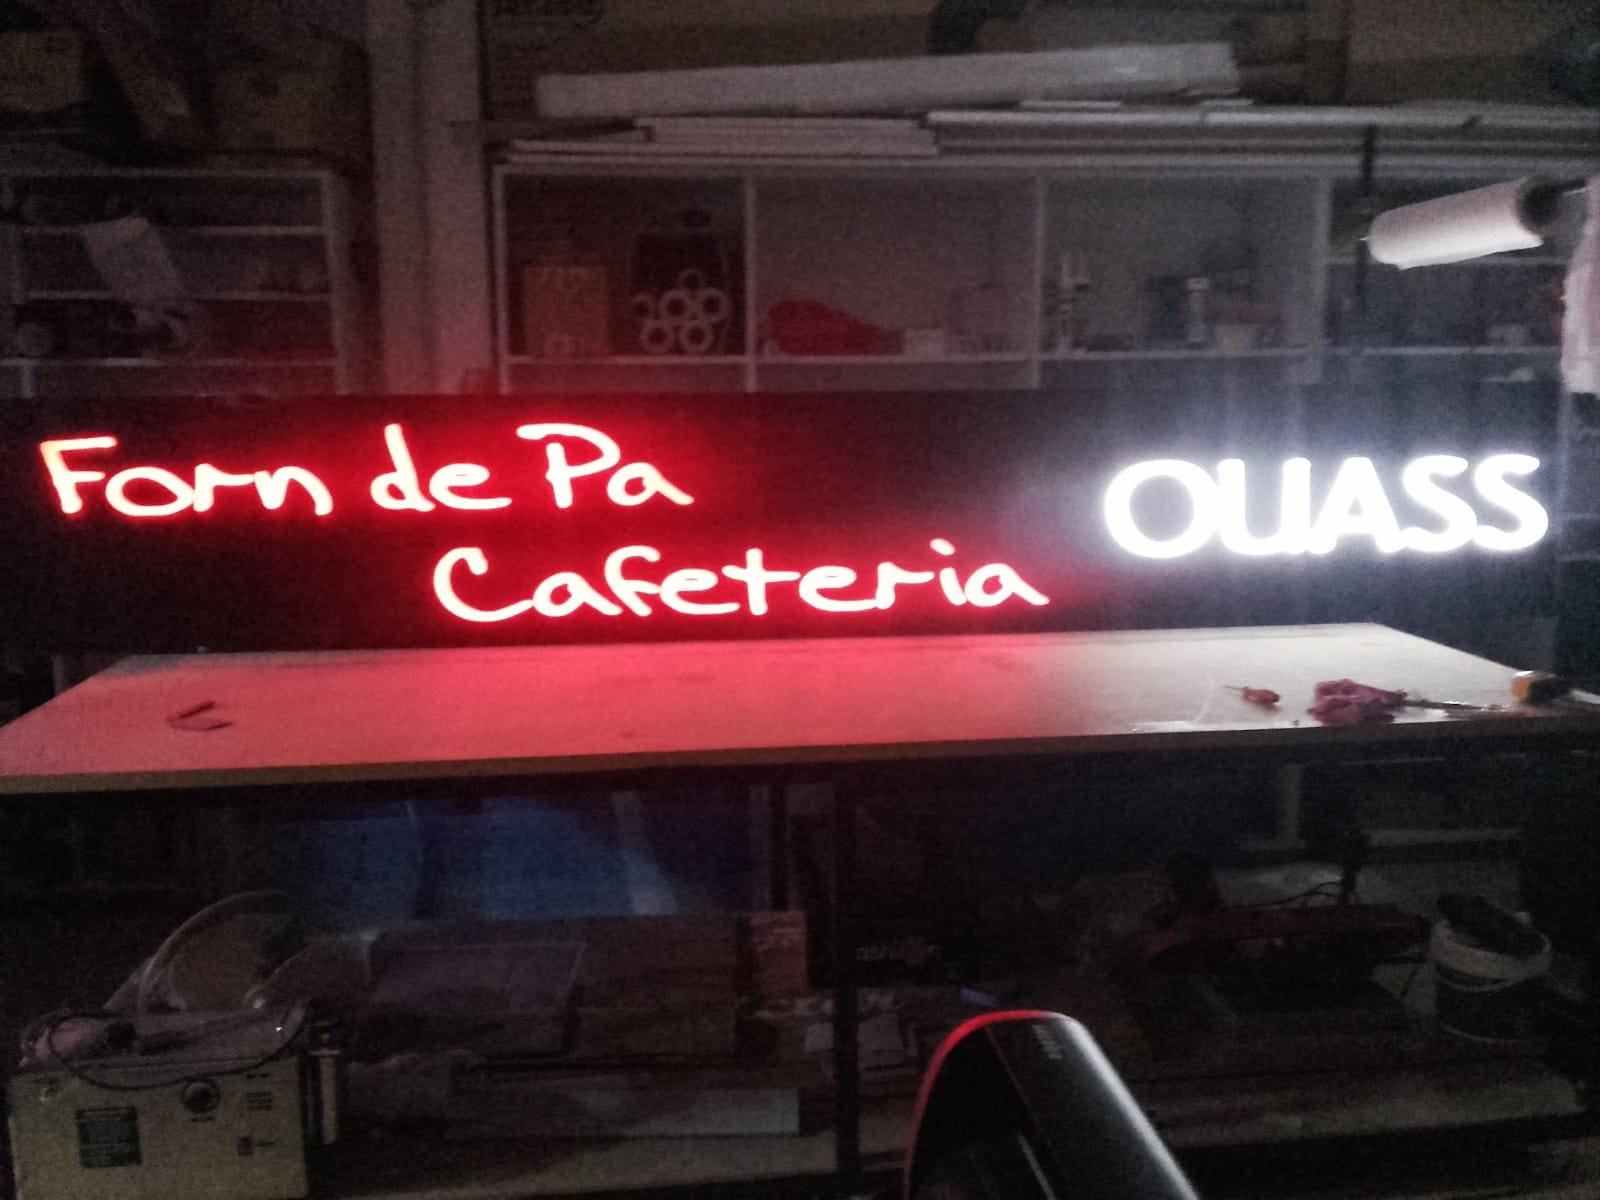 Forn de Pa
Cafeteria
OUASS